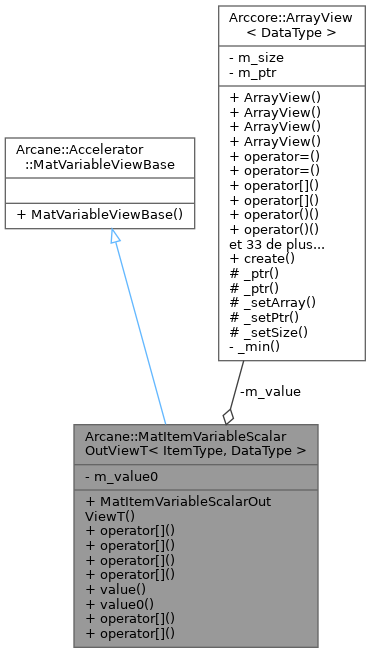 Arccore::ArrayView
< DataType >
- m_size
- m_ptr
+ ArrayView()
+ ArrayView()
+ ArrayView()
+ ArrayView()
+ operator=()
+ operator=()
+ operator[]()
+ operator[]()
+ operator()()
+ operator()()
et 33 de plus...
+ create()
# _ptr()
# _ptr()
# _setArray()
# _setPtr()
# _setSize()
- _min()
Arcane::Accelerator
::MatVariableViewBase
+ MatVariableViewBase()
-m_value
Arcane::MatItemVariableScalar
OutViewT< ItemType, DataType >
- m_value0
+ MatItemVariableScalarOut
ViewT()
+ operator[]()
+ operator[]()
+ operator[]()
+ operator[]()
+ value()
+ value0()
+ operator[]()
+ operator[]()